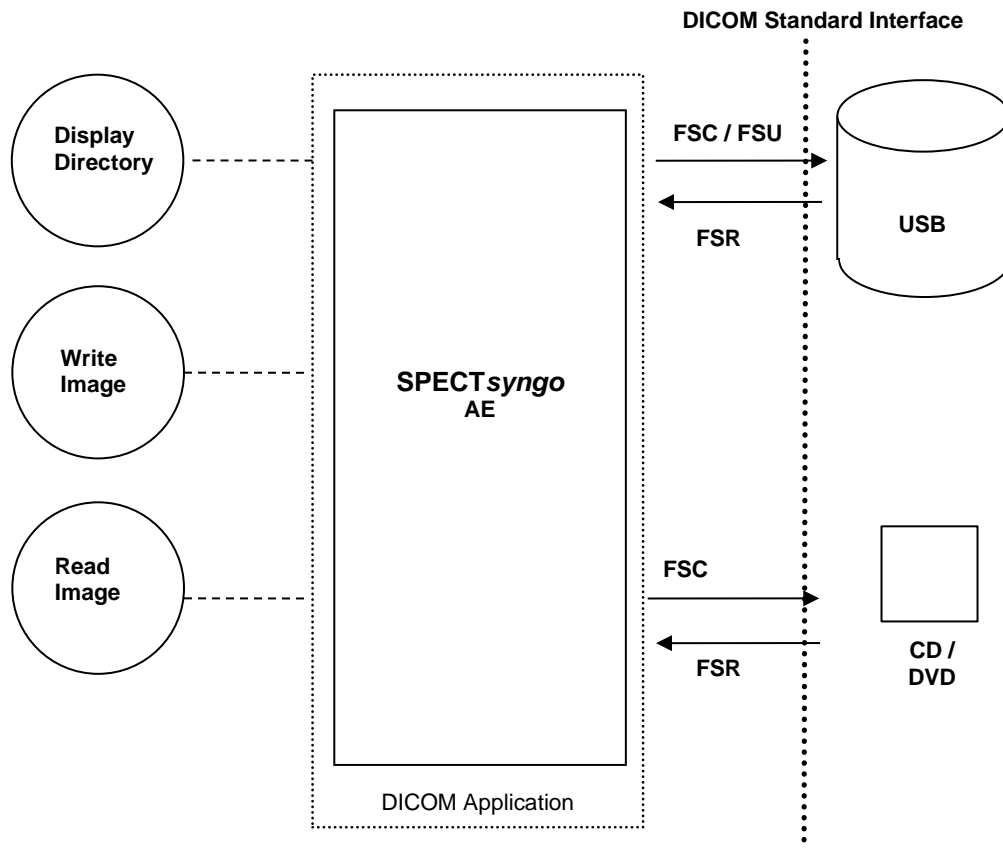 DICOM Standard Interface
Display
Directory
FSC / FSU
FSR
USB
Write
Image
SPECTsyngo
AE
Read
Image
FSC
FSR
CD /
DVD
DICOM Application